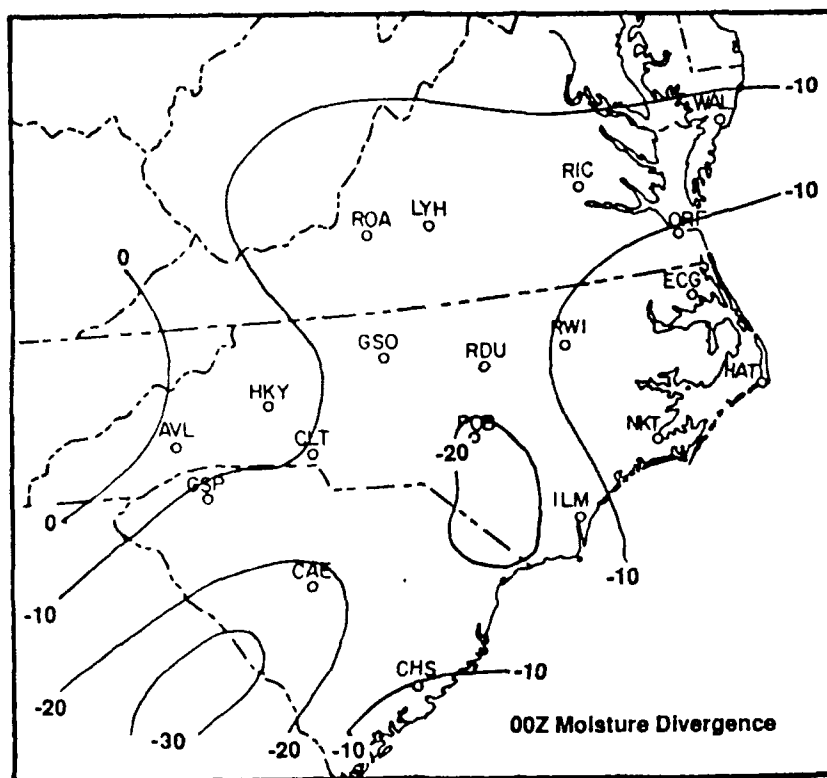 -10
WAL
RIC
-10
ROA
LYH
ORF
0
ECG
GSO
RDU
RWI
HAT
HKY
AVL
CLT
POB
-20
NKT
GSP
0
ILM
-10
CAE
-10
CHS
-10
-20
00Z Moisture Divergence
-30
-20
-10